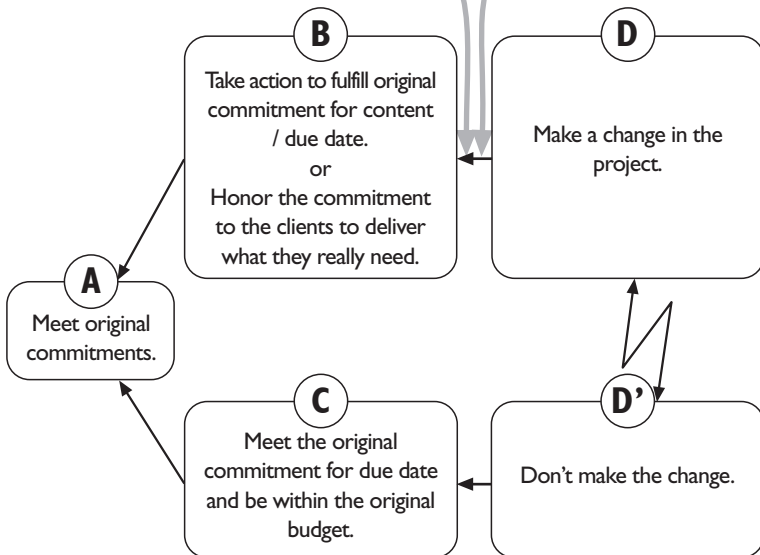 B
Take action to fulfill original
commitment for content
/ due date.
or
Honor the commitment
to the clients to deliver
what they really need.
D
Make a change in the
project.
A
Meet original
commitments.
C
Meet the original
commitment for due date
and be within the original
budget.
D’
Don’t make the change.